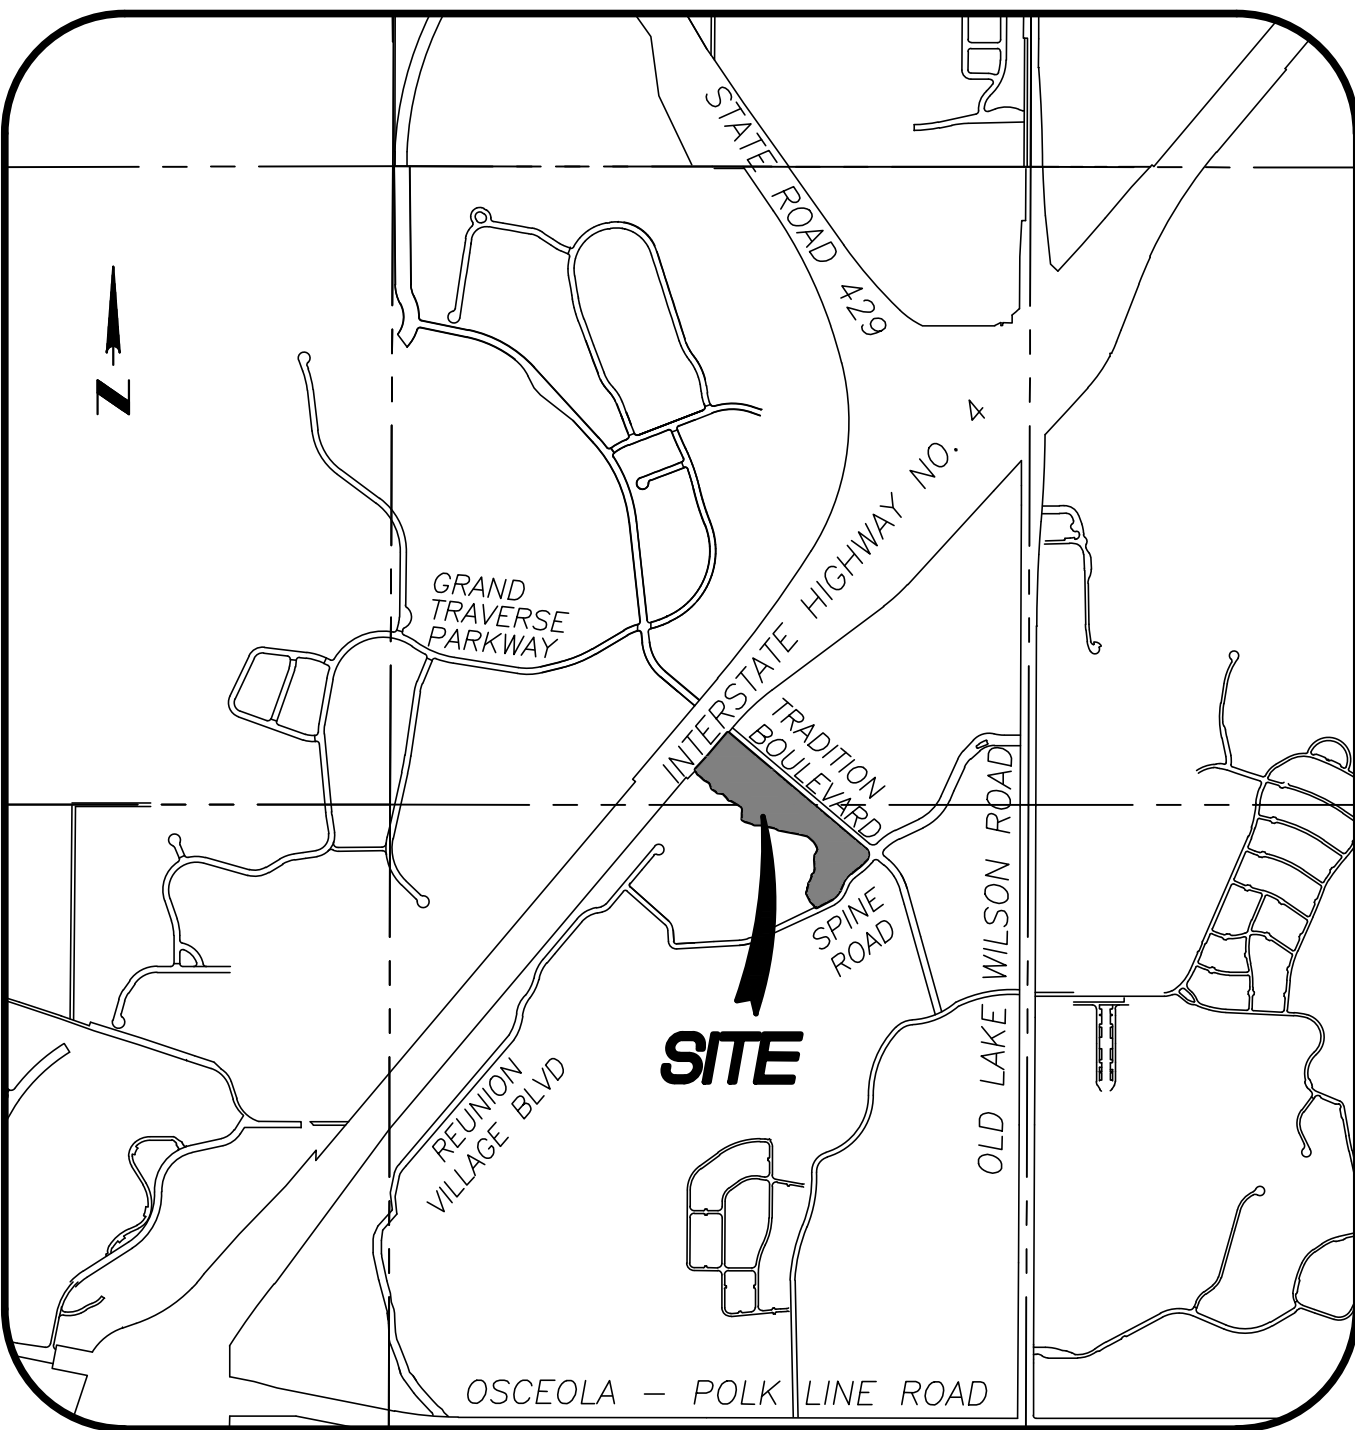 STATE ROAD 429
N
INTERSTATE HIGHWAY NO. 4
GRAND
TRAVERSE
PARKWAY
TRADITION
BOULEVARD
OLD LAKE WILSON ROAD
SPINE
ROAD
SITE
REUNION
VILLAGE BLVD
OSCEOLA - POLK LINE ROAD